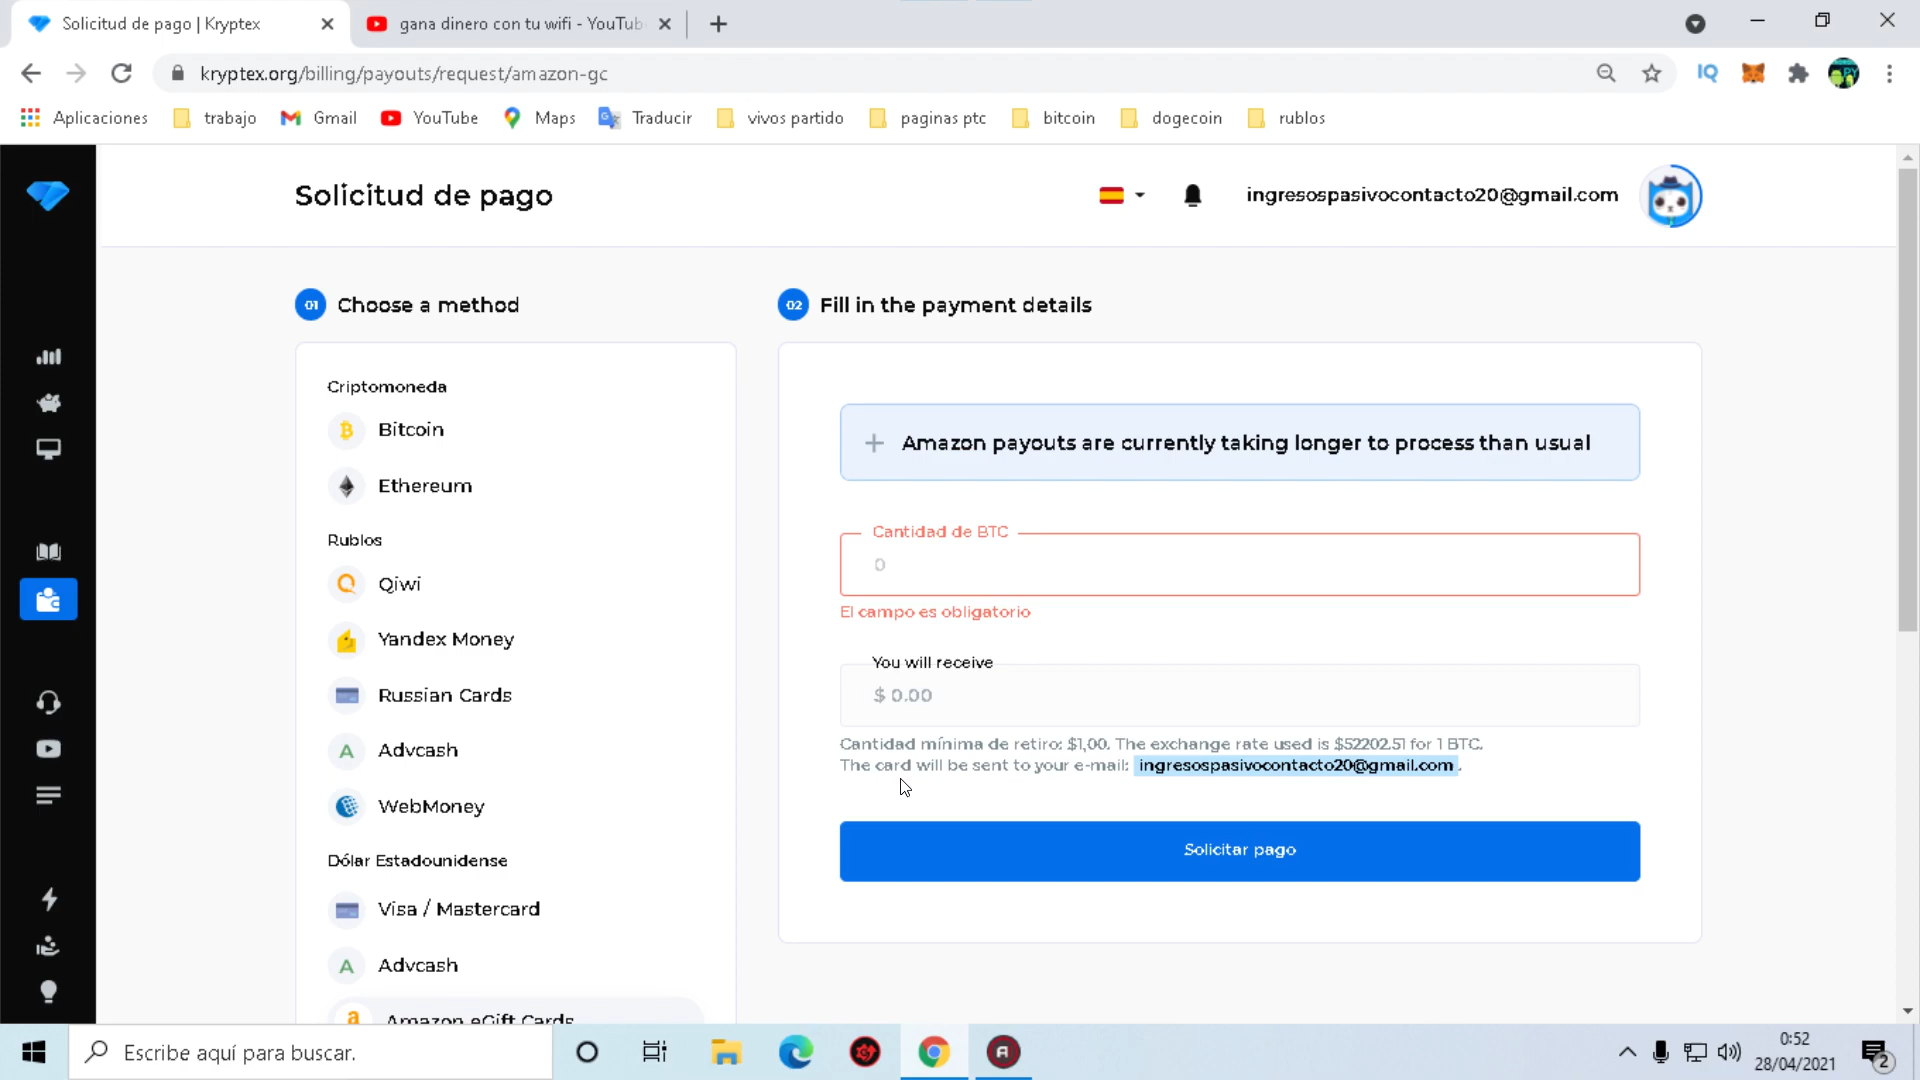 Solicitud de pago | Kryptex
gana dinero con tu wifi - YouTub
kryptex.org/billing/payouts/request/amazon-gc
IQ
Aplicaciones
trabajo
Gmail
YouTube
Maps
Traducir
vivos partido
paginas ptc
bitcoin
dogecoin
rublos
Solicitud de pago
ingresospasivocontacto20@gmail.com
01 Choose a method
02 Fill in the payment details
Criptomoneda
Bitcoin
Ethereum
Rublos
Qiwi
Yandex Money
Russian Cards
Advcash
WebMoney
Dólar Estadounidense
Visa / Mastercard
Advcash
Amazon eGift Cards
Amazon payouts are currently taking longer to process than usual
Cantidad de BTC
0
El campo es obligatorio
You will receive
$ 0.00
Cantidad mínima de retiro: $1,00. The exchange rate used is $52202.51 for 1 BTC.
The card will be sent to your e-mail: ingresospasivocontacto20@gmail.com.
Solicitar pago
Escribe aquí para buscar.
0:52
28/04/2021
2